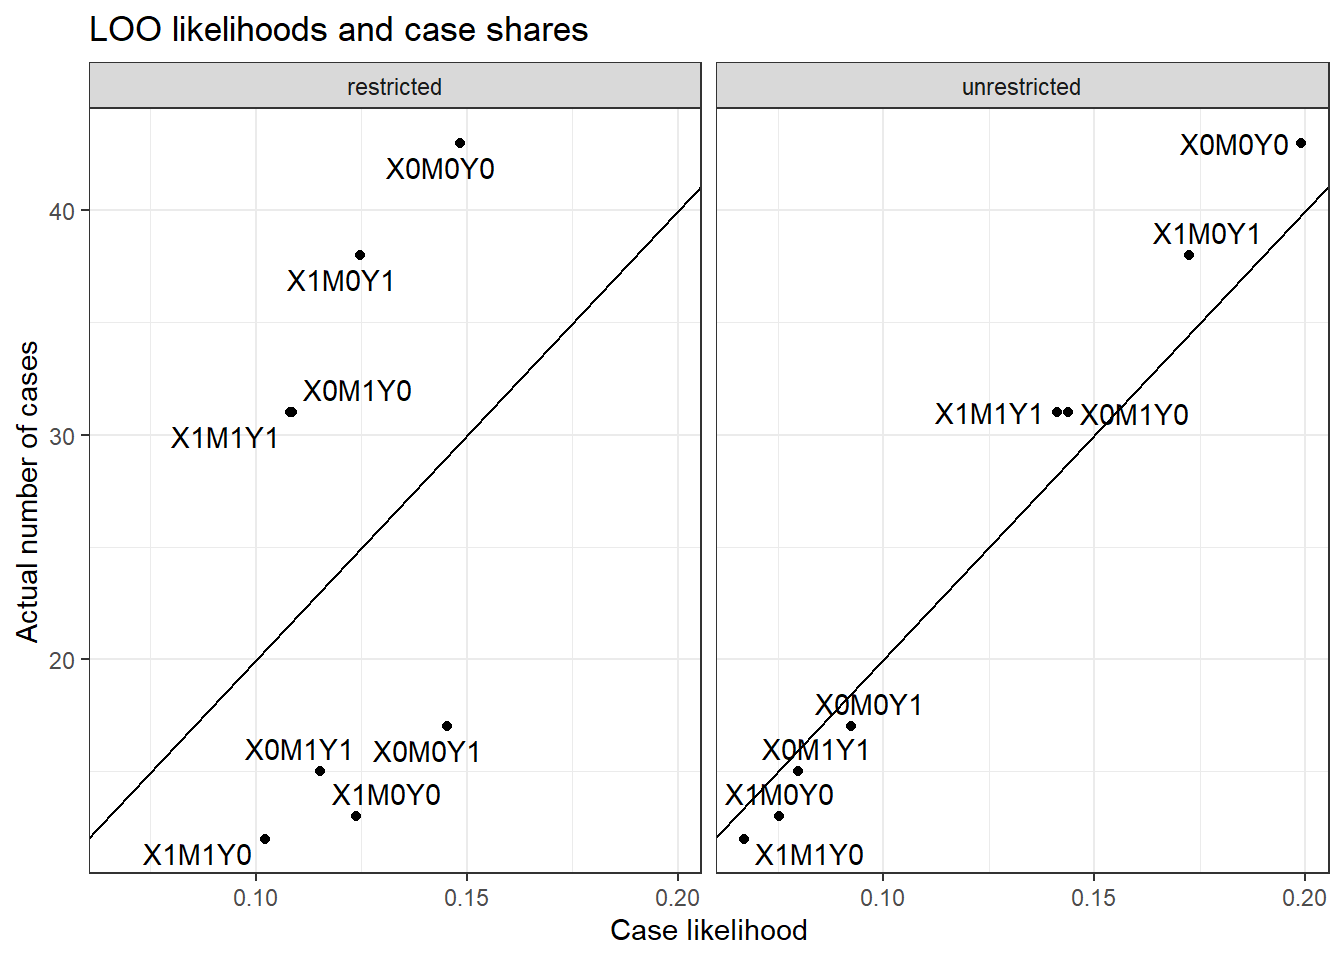 LOO likelihoods and case shares
restricted
unrestricted
Actual number of cases
40
30
20
X0M0Y0
X1M0Y1
X0M1Y0
X1M1Y1
X0M1Y1
X0M0Y1
X1M0Y0
X1M1Y0
X0M0Y0
X1M0Y1
X1M1Y1
X0M1Y0
X0M0Y1
X0M1Y1
X1M0Y0
X1M1Y0
0.10
0.15
0.20
0.10
0.15
0.20
Case likelihood